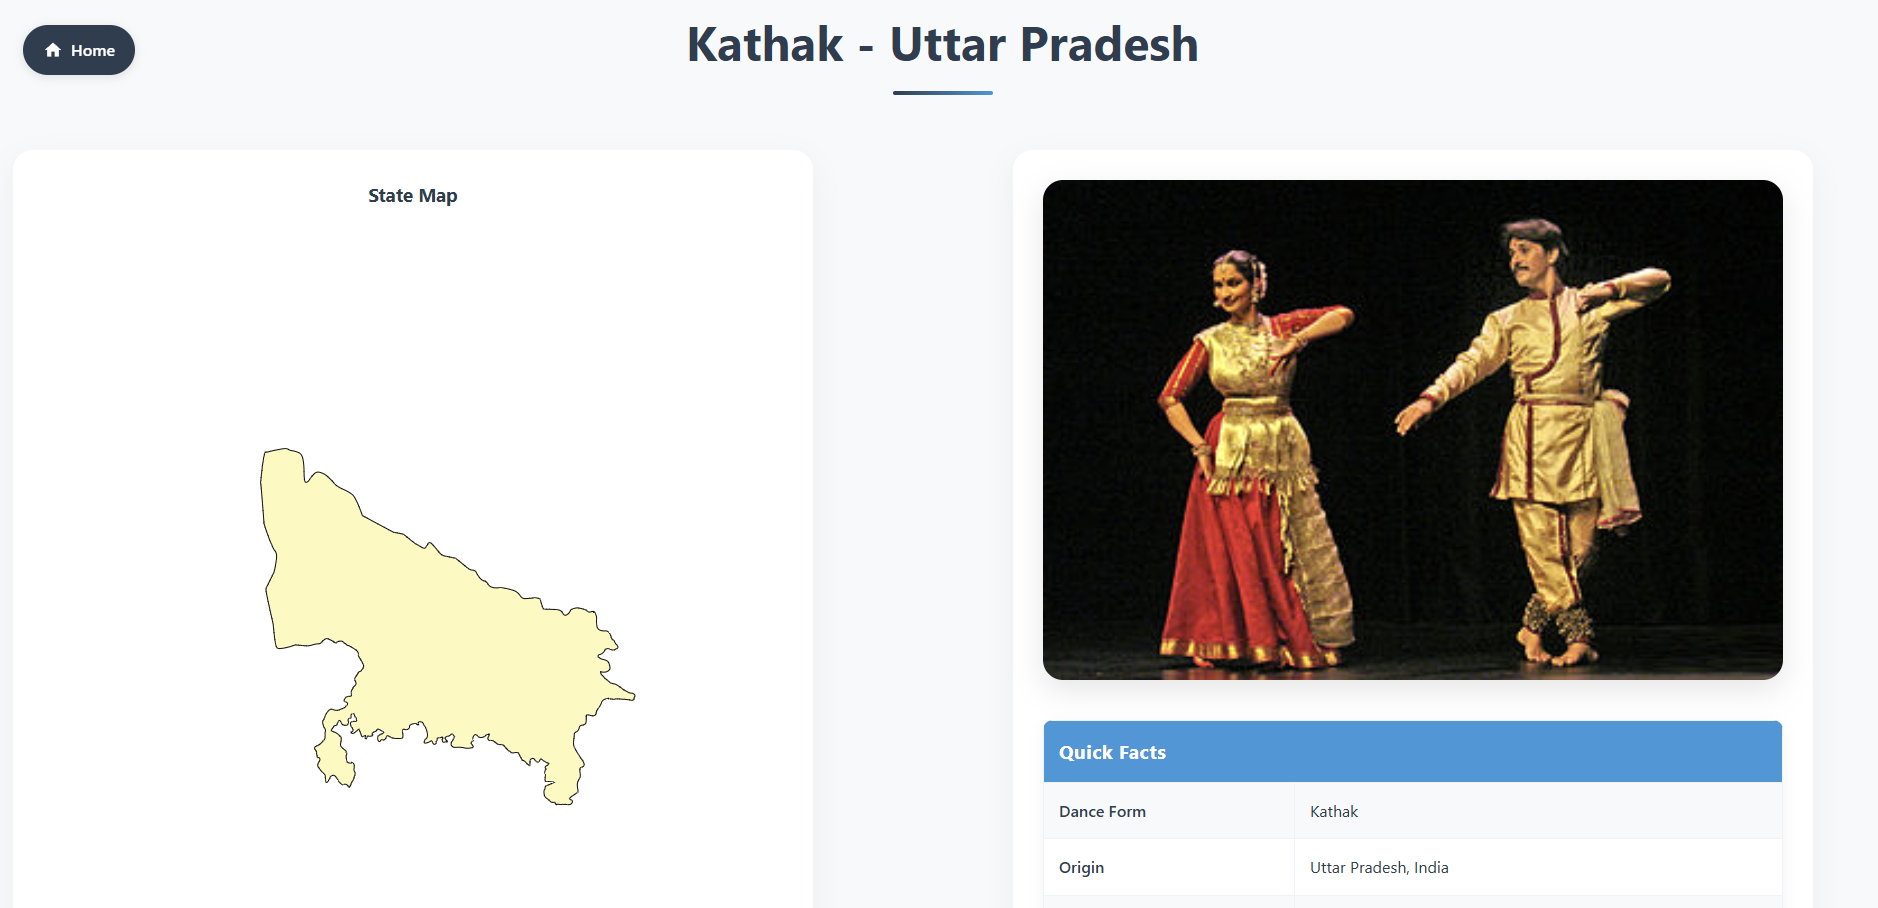 Home
Kathak - Uttar Pradesh
State Map
Quick Facts
Dance Form Kathak
Origin Uttar Pradesh, India